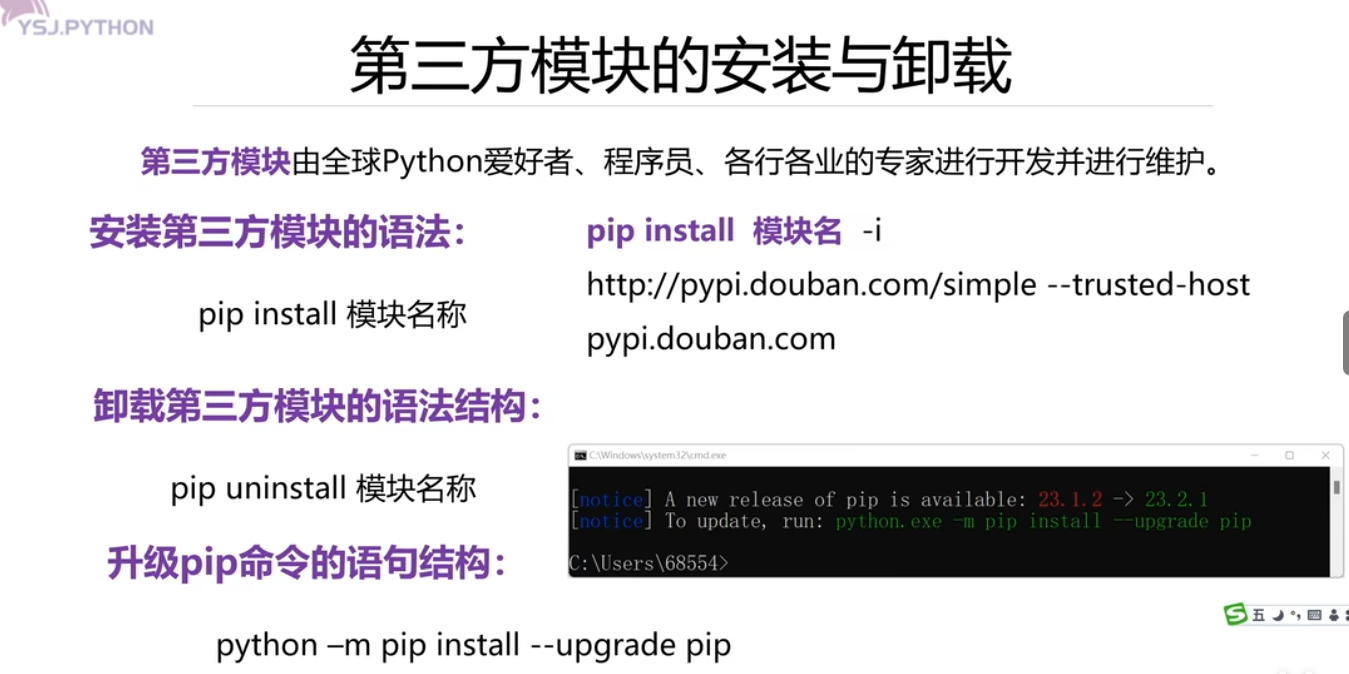 YSJ.PYTHON
第三方模块的安装与卸载
第三方模块由全球Python爱好者、程序员、各行各业的专家进行开发并进行维护。
安装第三方模块的语法：
pip install 模块名称
pip install 模块名 -i
http://pypi.douban.com/simple --trusted-host
pypi.douban.com
卸载第三方模块的语法结构：
pip uninstall 模块名称
C:\Windows\system32\cmd.exe
[notice] A new release of pip is available: 23.1.2 -> 23.2.1
[notice] To update, run: python.exe -m pip install --upgrade pip
C:\Users\68554>
升级pip命令的语句结构：
python –m pip install --upgrade pip
S 五